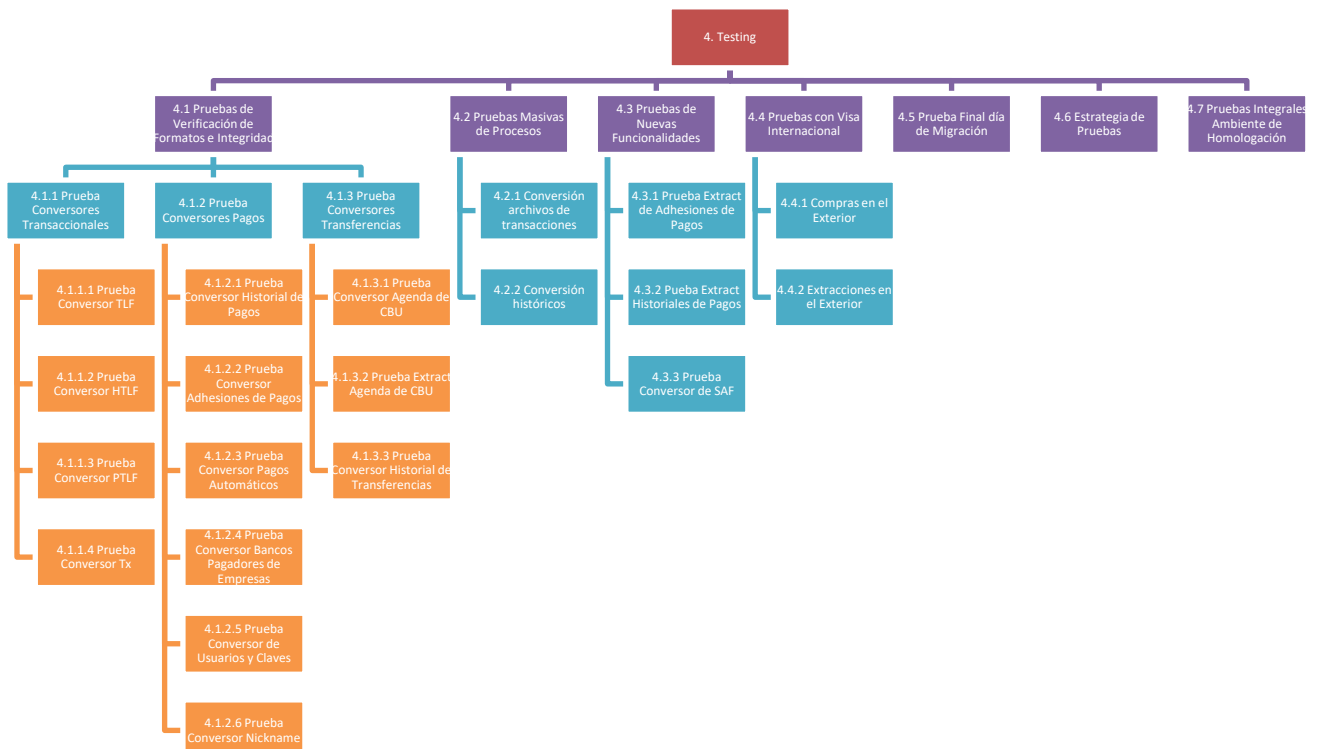 4. Testing
4.1 Pruebas de
Verificación de
Formatos e Integridad
4.2 Pruebas Masivas
de Procesos
4.3 Pruebas de
Nuevas
Funcionalidades
4.4 Pruebas con Visa
Internacional
4.5 Prueba Final día
de Migración
4.6 Estrategia de
Pruebas
4.7 Pruebas Integrales
Ambiente de
Homologación
4.1.1 Prueba
Conversores
Transaccionales
4.1.2 Prueba
Conversores Pagos
4.1.3 Prueba
Conversores
Transferencias
4.2.1 Conversión
archivos de
transacciones
4.3.1 Prueba Extract
de Adhesiones de
Pagos
4.4.1 Compras en el
Exterior
4.1.1.1 Prueba
Conversor TLF
4.1.2.1 Prueba
Conversor Historial de
Pagos
4.1.3.1 Prueba
Conversor Agenda de
CBU
4.2.2 Conversión
históricos
4.3.2 Pueba Extract
Historiales de Pagos
4.4.2 Extracciones en
el Exterior
4.1.1.2 Prueba
Conversor HTLF
4.1.2.2 Prueba
Conversor
Adhesiones de Pagos
4.1.3.2 Prueba Extract
Agenda de CBU
4.3.3 Prueba
Conversor de SAF
4.1.1.3 Prueba
Conversor PTLF
4.1.2.3 Prueba
Conversor Pagos
Automáticos
4.1.3.3 Prueba
Conversor Historial de
Transferencias
4.1.1.4 Prueba
Conversor Tx
4.1.2.4 Prueba
Conversor Bancos
Pagadores de
Empresas
4.1.2.5 Prueba
Conversor de
Usuarios y Claves
4.1.2.6 Prueba
Conversor Nickname